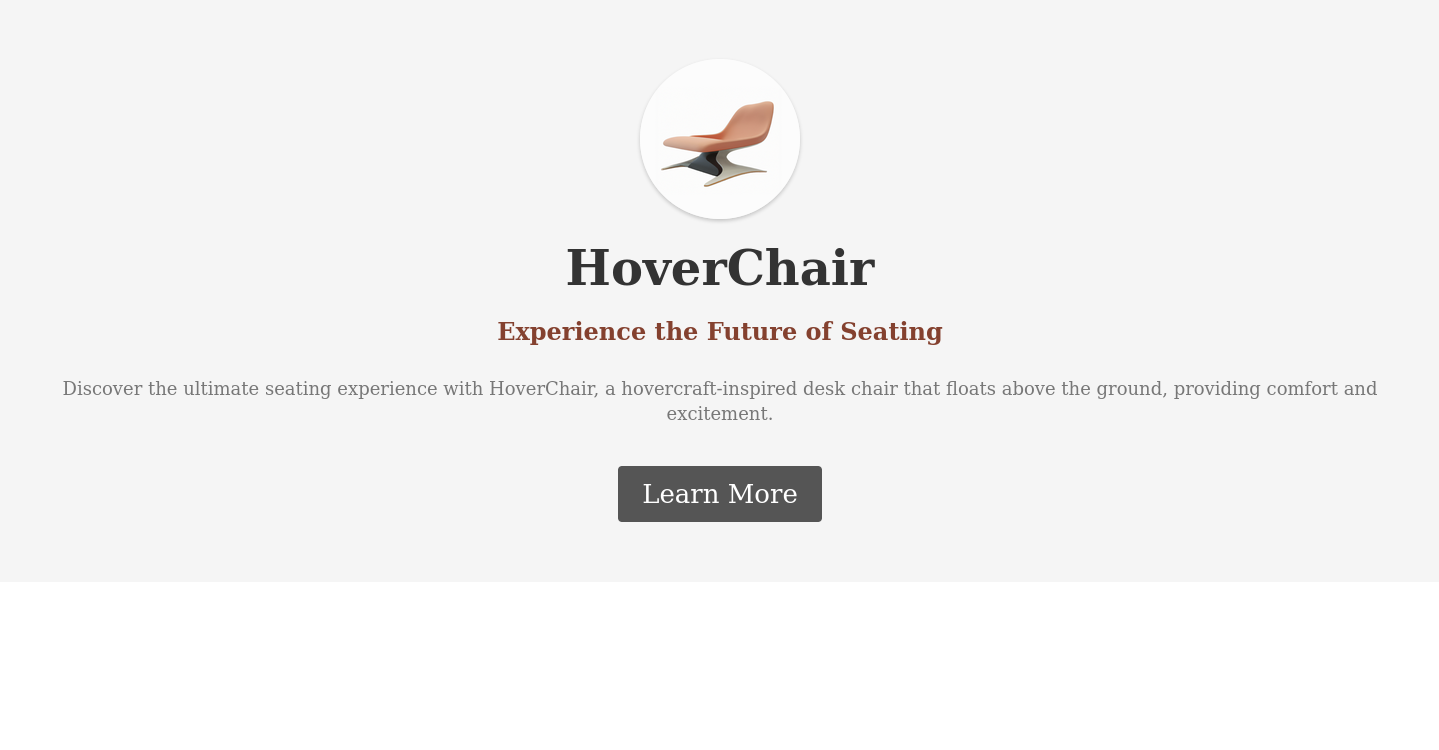 HoverChair
Experience the Future of Seating
Discover the ultimate seating experience with HoverChair, a hovercraft-inspired desk chair that floats above the ground, providing comfort and
excitement.
Learn More